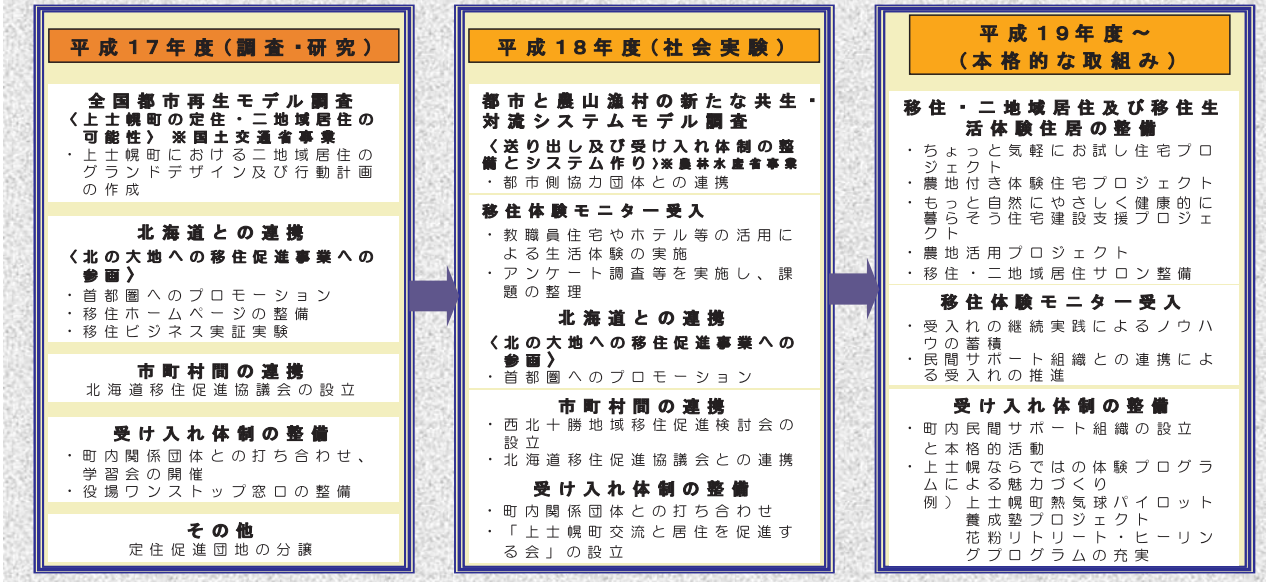 平成17年度(調査・研究)
全国都市再生モデル調査
〈上士幌町の定住・二地域居住の
可能性〉 ※国土交通省事業
・上士幌町における二地域居住の
グランドデザイン及び行動計画
の作成
北海道との連携
〈北の大地への移住促進事業への
参画〉
・首都圏へのプロモーション
・移住ホームページの整備
・移住ビジネス実証実験
市町村間の連携
北海道移住促進協議会の設立
受け入れ体制の整備
・町内関係団体との打ち合わせ、
学習会の開催
・役場ワンストップ窓口の整備
その他
定住促進団地の分譲
平成18年度(社会実験)
都市と農山漁村の新たな共生・
対流システムモデル調査
〈送り出し及び受け入れ体制の整
備とシステム作り〉※農林水産省事業
・都市側協力団体との連携
移住体験モニター受入
・教職員住宅やホテル等の活用に
よる生活体験の実施
・アンケート調査等を実施し、課
題の整理
北海道との連携
〈北の大地への移住促進事業への
参画〉
・首都圏へのプロモーション
市町村間の連携
・西北十勝地域移住促進検討会の
設立
・北海道移住促進協議会との連携
受け入れ体制の整備
・町内関係団体との打ち合わせ
・「上士幌町交流と居住を促進す
る会」の設立
平成19年度～
(本格的な取組み)
移住・二地域居住及び移住生
活体験住居の整備
・ちょっと気軽にお試し住宅プロ
ジェクト
・農地付き体験住宅プロジェクト
・もっと自然にやさしく健康的に
暮らそう住宅建設支援プロジェ
クト
・農地活用プロジェクト
・移住・二地域居住サロン整備
移住体験モニター受入
・受入れの継続実践によるノウハ
ウの蓄積
・民間サポート組織との連携によ
る受入れの推進
受け入れ体制の整備
・町内民間サポート組織の設立
と本格的活動
・上士幌ならではの体験プログラ
ムによる魅力づくり
例）上士幌町熱気球パイロット
養成塾プロジェクト
花粉リトリート・ヒーリン
グプログラムの充実